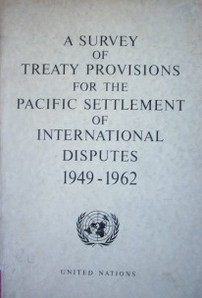 A SURVEY
OF
TREATY PROVISIONS
FOR THE
PACIFIC SETTLEMENT
OF
INTERNATIONAL
DISPUTES
1949-1962
UNITED NATIONS